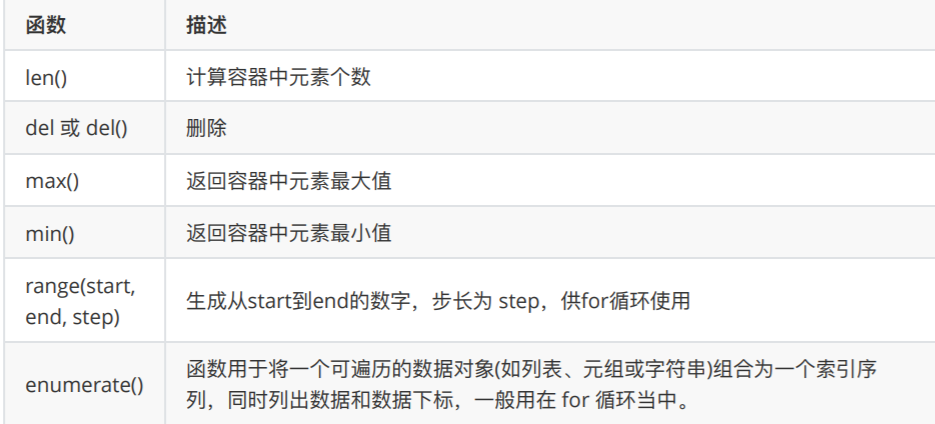 函数 描述
len() 计算容器中元素个数
del 或 del() 删除
max() 返回容器中元素最大值
min() 返回容器中元素最小值
range(start,
end, step)
生成从start到end的数字，步长为 step，供for循环使用
enumerate()
函数用于将一个可遍历的数据对象(如列表、元组或字符串)组合为一个索引序
列，同时列出数据和数据下标，一般用在 for 循环当中。